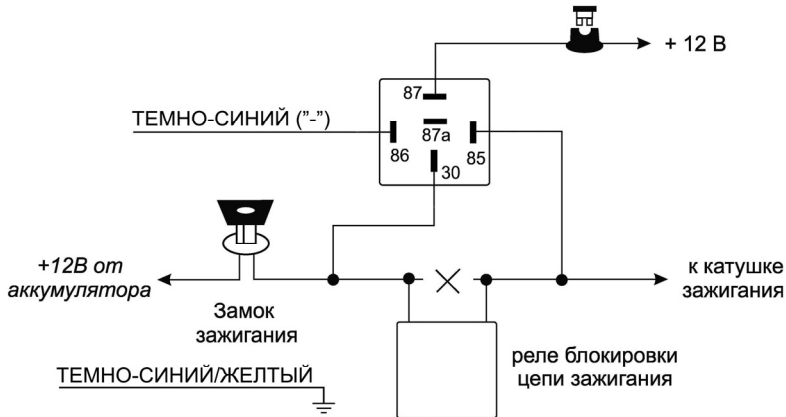 + 12 В
87
ТЕМНО-СИНИЙ ("-")
87а
86
85
30
+12В от
аккумулятора
Замок
зажигания
к катушке
зажигания
ТЕМНО-СИНИЙ/ЖЕЛТЫЙ
реле блокировки
цепи зажигания